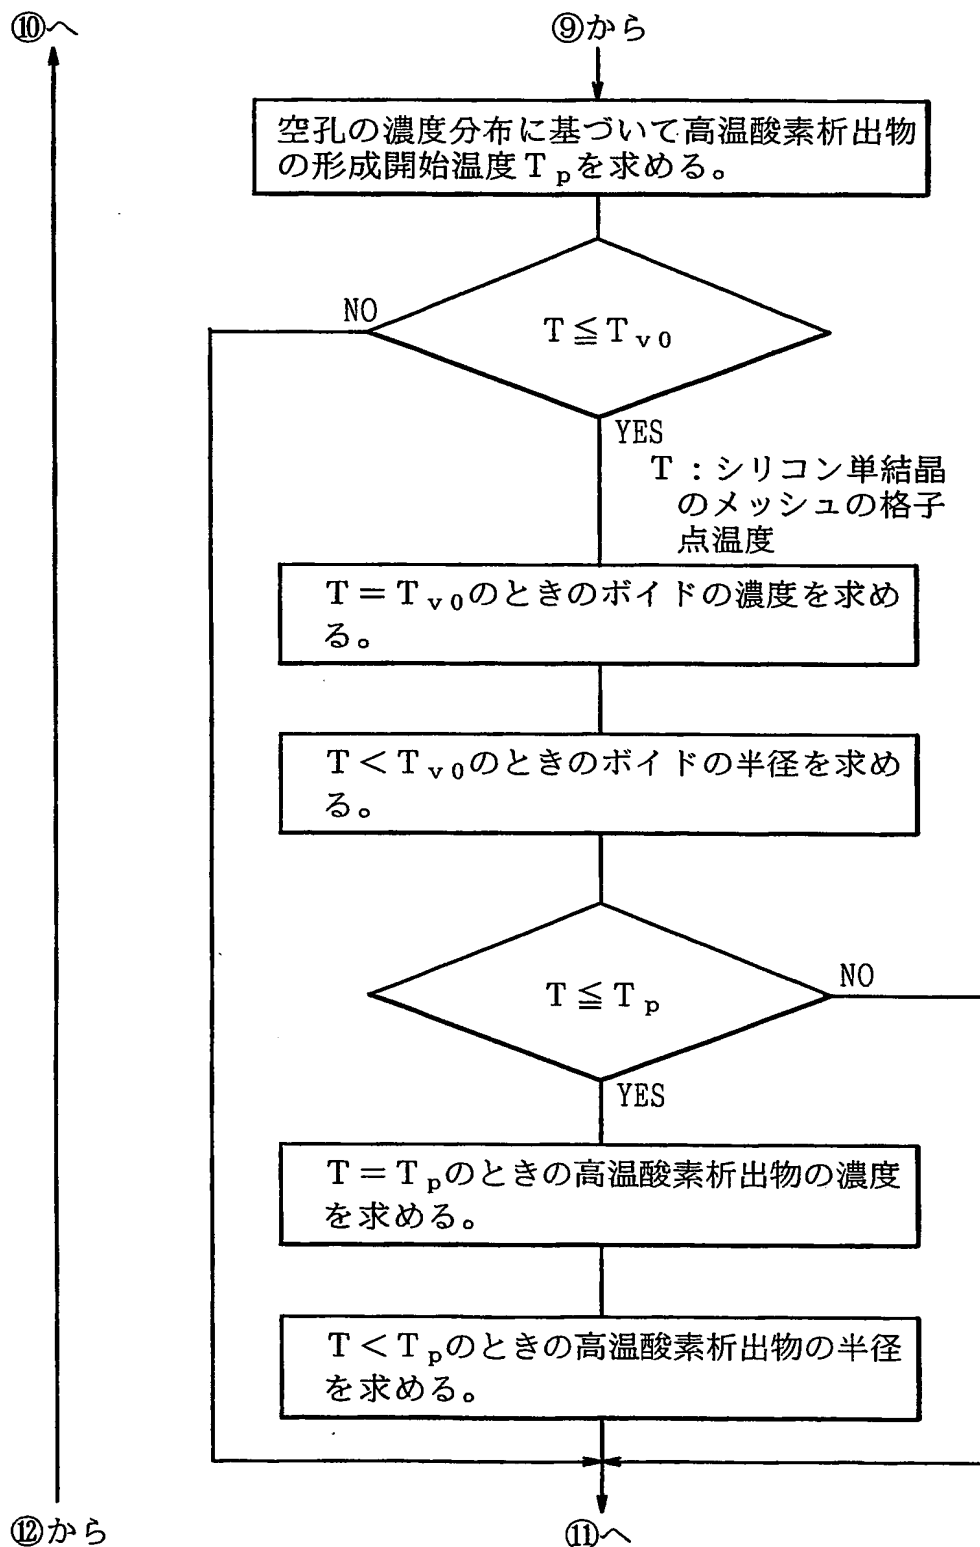 ⑩へ
⑨から
空孔の濃度分布に基づいて高温酸素析出物
の形成開始温度Tpを求める。
NO
T≦Tv0
YES
T:シリコン単結晶
のメッシュの格子
点温度
T=Tv0のときのボイドの濃度を求め
る。
T<Tv0のときのボイドの半径を求め
る。
NO
T≦Tp
YES
T=Tpのときの高温酸素析出物の濃度
を求める。
T<Tpのときの高温酸素析出物の半径
を求める。
⑫から
⑪へ